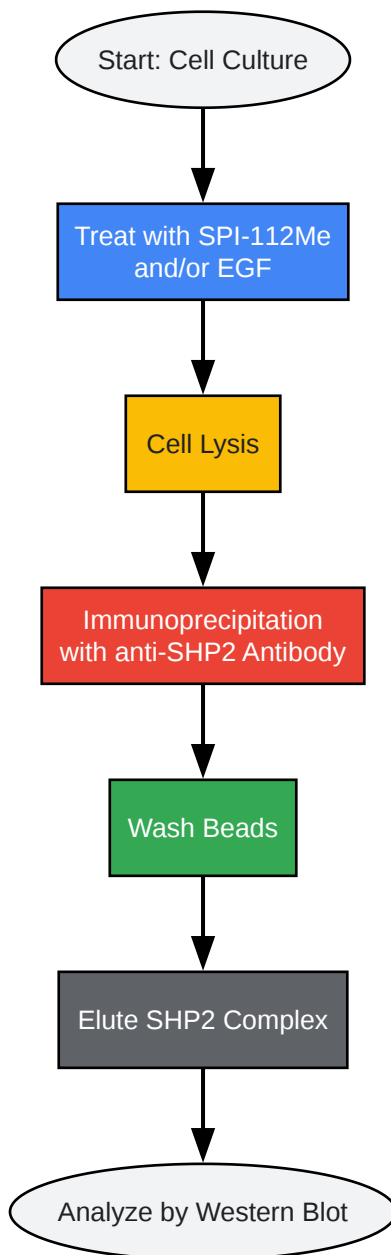 Start: Cell Culture
Treat with SPI-112Me
and/or EGF
Cell Lysis
Immunoprecipitation
with anti-SHP2 Antibody
Wash Beads
Elute SHP2 Complex
Analyze by Western Blot